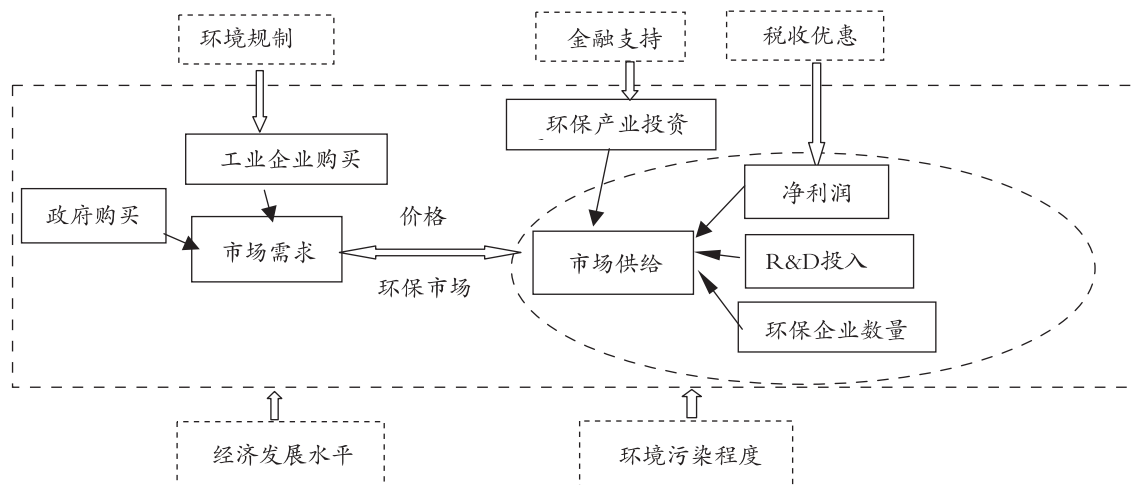 环境规制
金融支持
税收优惠
环保产业投资
工业企业购买
净利润
政府购买
价格
市场需求
市场供给
R&D投入
环保市场
环保企业数量
经济发展水平
环境污染程度